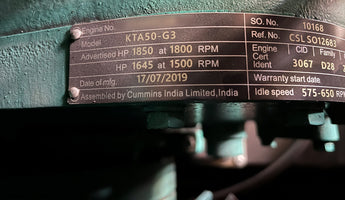 Engine No.
Model KTA50-G3
Advertised HP 1850 at 1800 RPM
HP 1645 at 1500 RPM
Date of mfg. 17/07/2019
Assembled by Cummins India Limited, India
SO. No. 10168
Ref. No. CSLSO12683
Engine CID Family
Cert
Ident 3067 D28
Warranty start date
Idle speed 575-650 RPM